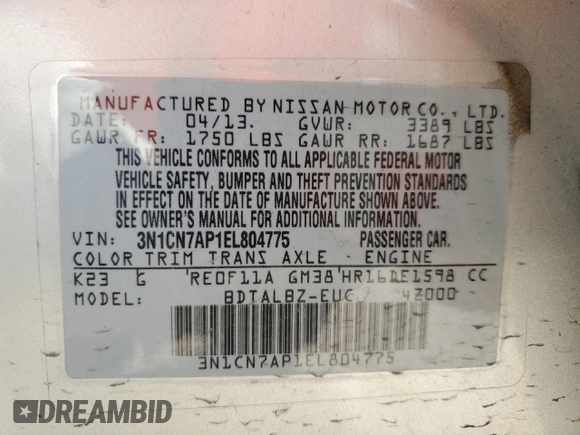 MANUFACTURED BY NISSAN MOTOR CO., LTD.
DATE: 04/13. GVWR: 3389 LBS
GAWR FR: 1750 LBS GAWR RR: 1687 LBS
THIS VEHICLE CONFORMS TO ALL APPLICABLE FEDERAL MOTOR
VEHICLE SAFETY, BUMPER AND THEFT PREVENTION STANDARDS
IN EFFECT ON THE DATE OF MANUFACTURE SHOWN ABOVE.
SEE OWNER'S MANUAL FOR ADDITIONAL INFORMATION.
VIN: 3N1CN7AP1EL804775 PASSENGER CAR.
COLOR TRIM TRANS AXLE ENGINE
K23 G RE0F11A GM38 HR16DE1598 CC
MODEL: BDTALBZ-EUC 4Z000
3N1CN7AP1EL804775
DREAMBID